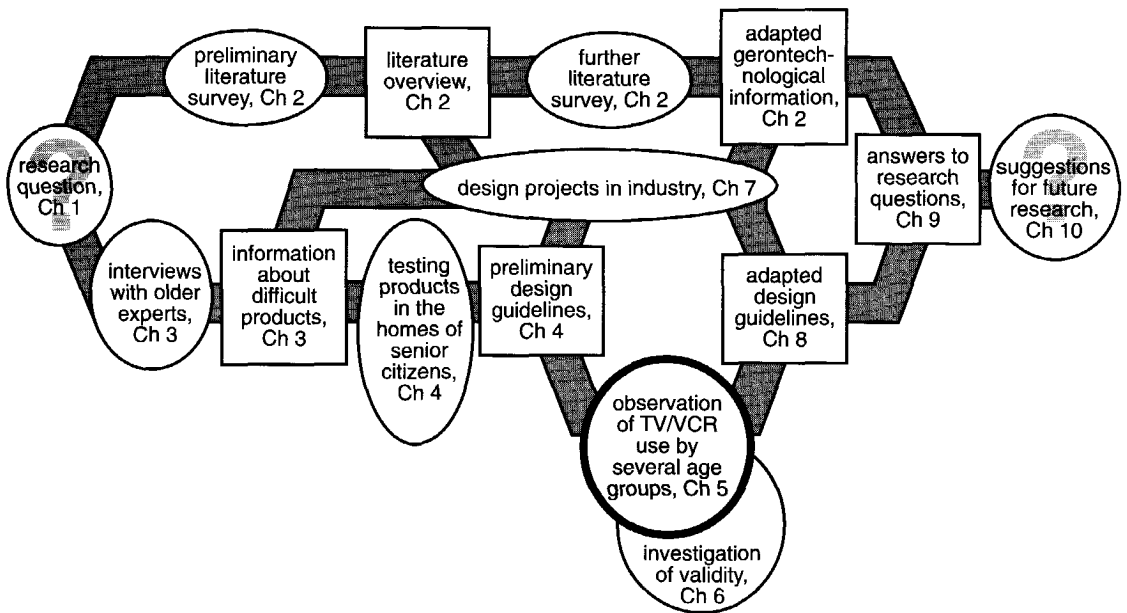 preliminary
literature
survey, Ch 2
literature
overview,
Ch 2
further
literature
survey, Ch 2
adapted
gerontech-
nological
information,
Ch 2
research
question,
Ch 1
design projects in industry, Ch 7
answers to
research
questions,
Ch 9
suggestions
for future
research,
Ch 10
interviews
with older
experts,
Ch 3
information
about
difficult
products,
Ch 3
testing
products
in the
homes of
senior
citizens,
Ch 4
preliminary
design
guidelines,
Ch 4
adapted
design
guidelines,
Ch 8
observation
of TV/VCR
use by
several age
groups, Ch 5
investigation
of validity,
Ch 6